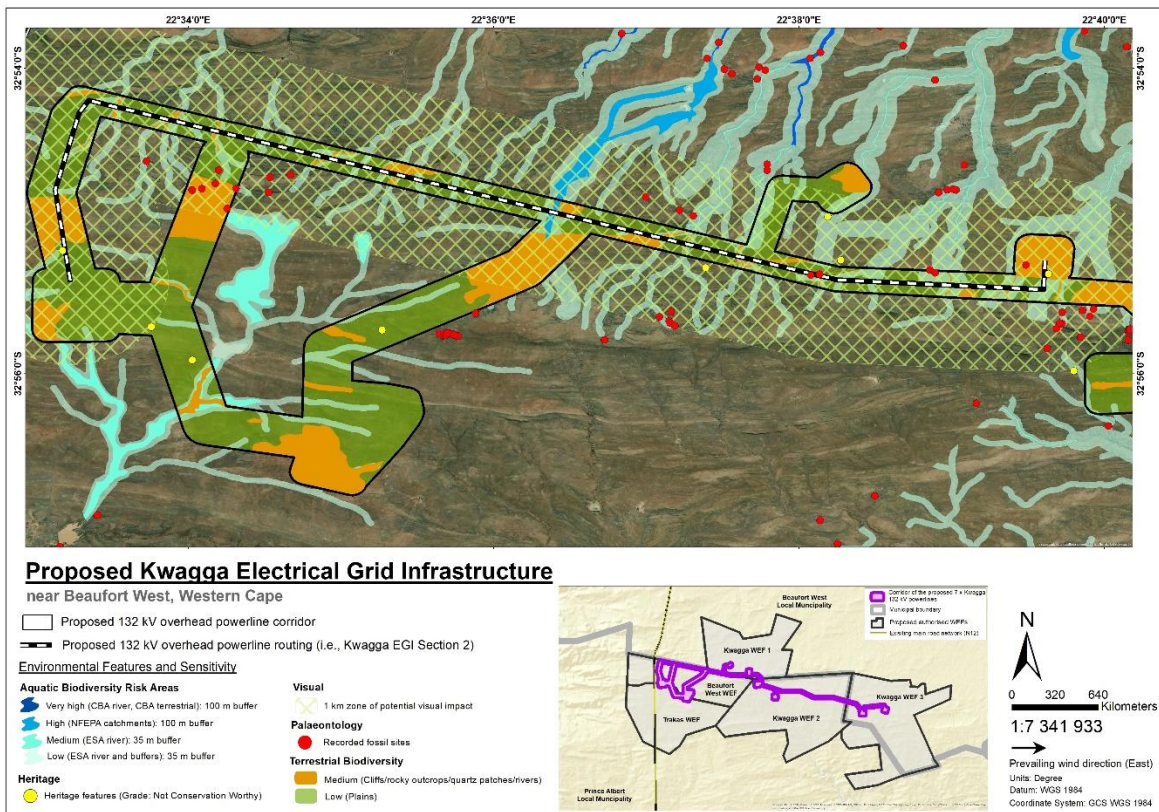 22°34'0"E 22°36'0"E 22°38'0"E 22°40'0"E
32°54'0"S 32°54'0"S
32°56'0"S 32°56'0"S
Proposed Kwagga Electrical Grid Infrastructure
near Beaufort West, Western Cape
Proposed 132 kV overhead powerline corridor
Proposed 132 kV overhead powerline routing (i.e., Kwagga EGI Section 2)
Environmental Features and Sensitivity
Aquatic Biodiversity Risk Areas
Very high (CBA river, CBA terrestrial): 100 m buffer
High (NFEPA catchments): 100 m buffer
Medium (ESA river): 35 m buffer
Low (ESA river and buffers): 35 m buffer
Heritage
Heritage features (Grade: Not Conservation Worthy)
Visual
1 km zone of potential visual impact
Palaeontology
Recorded fossil sites
Terrestrial Biodiversity
Medium (Cliffs/rocky outcrops/quartz patches/rivers)
Low (Plains)
Beaufort West
Local Municipality
Corridor of the proposed 7 x Kwagga
132 kV powerlines
Municipal boundary
Proposed authorised WEFs
Existing main road network (N12)
Kwagga WEF 1
Beaufort
West WEF
Kwagga WEF 3
Trakas WEF
Kwagga WEF 2
Prince Albert
Local Municipality
N
0 320 640
Kilometers
1:7 341 933
Prevailing wind direction (East)
Units: Degree
Datum: WGS 1984
Coordinate System: GCS WGS 1984